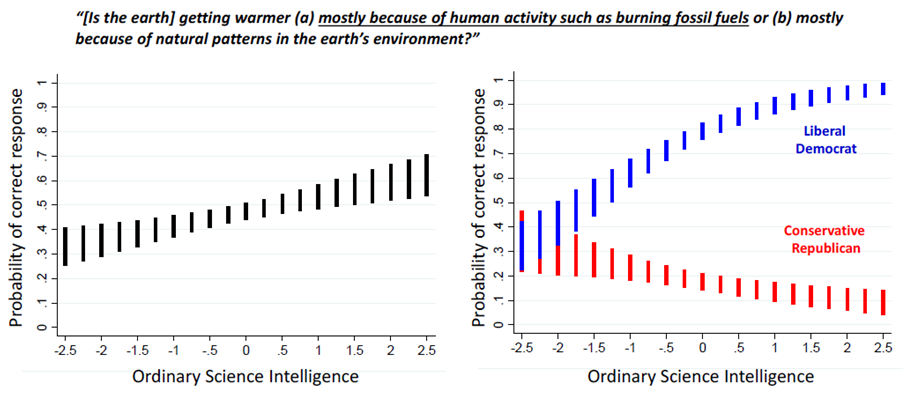 “[Is the earth] getting warmer (a) mostly because of human activity such as burning fossil fuels or (b) mostly
because of natural patterns in the earth’s environment?”
Probability of correct response
1
.9
.8
.7
.6
.5
.4
.3
.2
.1
0
-2.5 -2 -1.5 -1 -.5 0 .5 1 1.5 2 2.5
Ordinary Science Intelligence
Probability of correct response
1
.9
.8
.7
.6
.5
.4
.3
.2
.1
0
Liberal
Democrat
Conservative
Republican
-2.5 -2 -1.5 -1 -.5 0 .5 1 1.5 2 2.5
Ordinary Science Intelligence